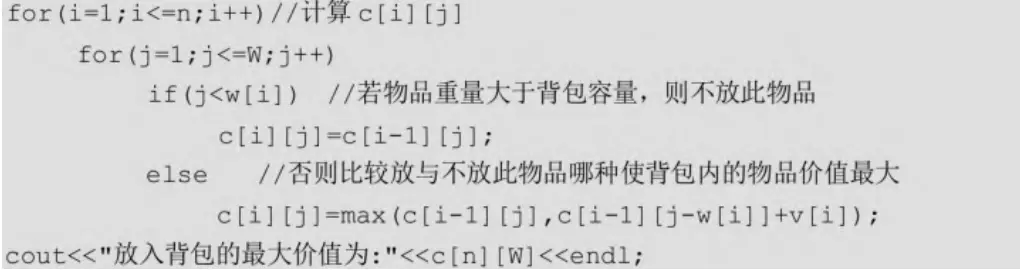 for(i=1;i<=n;i++)//计算c[i][j]
    for(j=1;j<=W;j++)
        if(j<w[i])  //若物品重量大于背包容量，则不放此物品
            c[i][j]=c[i-1][j];
        else   //否则比较放与不放此物品哪种使背包内的物品价值最大
            c[i][j]=max(c[i-1][j],c[i-1][j-w[i]]+v[i]);
cout<<"放入背包的最大价值为:"<<c[n][W]<<endl;